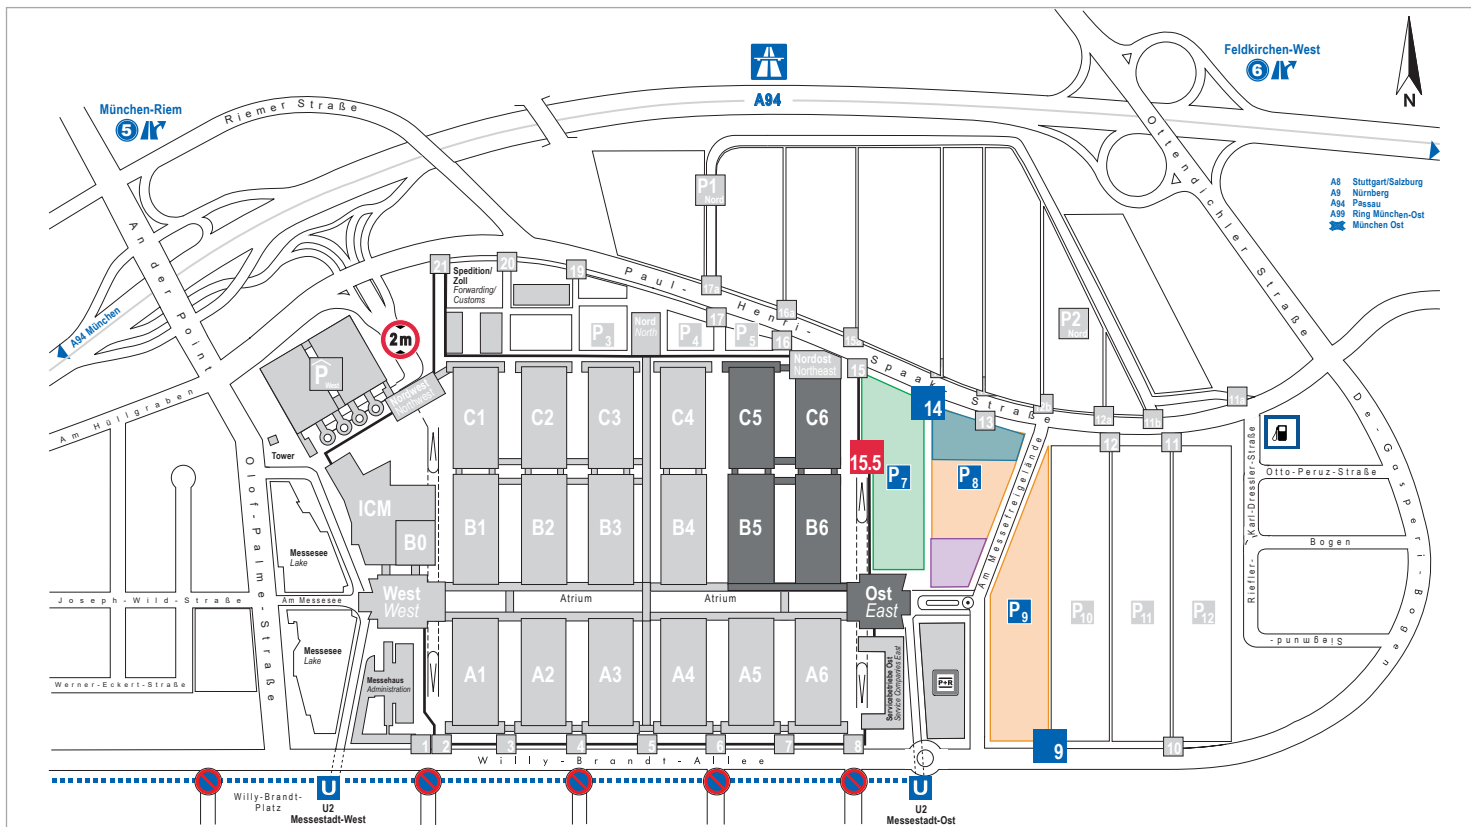 Feldkirchen-West
6
A94
N
München-Riem
5
Riemer Straße
Ottendichler Straße
A8 Stuttgart/Salzburg
A9 Nürnberg
A94 Passau
A99 Ring München-Ost
München Ost
An der Point
P1
Nord
21
Spedition/
Zoll
Forwarding/
Customs
20
19
Paul-Henri-Spaak-Straße
17a
16a
17
16
15
P3
Nord
North
P4
P5
Nordost
Northeast
P2
Nord
A94 München
2m
P
West
Nordwest
Northeast
Am Hüllgraben
Tower
C1
C2
C3
C4
C5
C6
14
13
12b
12a
11b
11a
12
11
15.5
P7
P8
Karl-Dressler-Straße
Otto-Peruz-Straße
De-Gasperi-Bogen
Olof-Palme-Straße
ICM
B0
B1
B2
B3
B4
B5
B6
Am Messefreigelände
Bogen
Riefler-
Messesee
Lake
Joseph-Wild-Straße
Am Messesee
West
West
Atrium
Atrium
Ost
East
P9
P10
P11
P12
Siegmund-
Messesee
Lake
Werner-Eckert-Straße
Messehaus
Administration
A1
A2
A3
A4
A5
A6
Servicebetriebe Ost
Service Companies East
P+R
1
2
3
4
5
6
7
8
9
10
Willy-Brandt-Allee
Willy-Brandt-
Platz
U
U2
Messestadt-West
U
U2
Messestadt-Ost